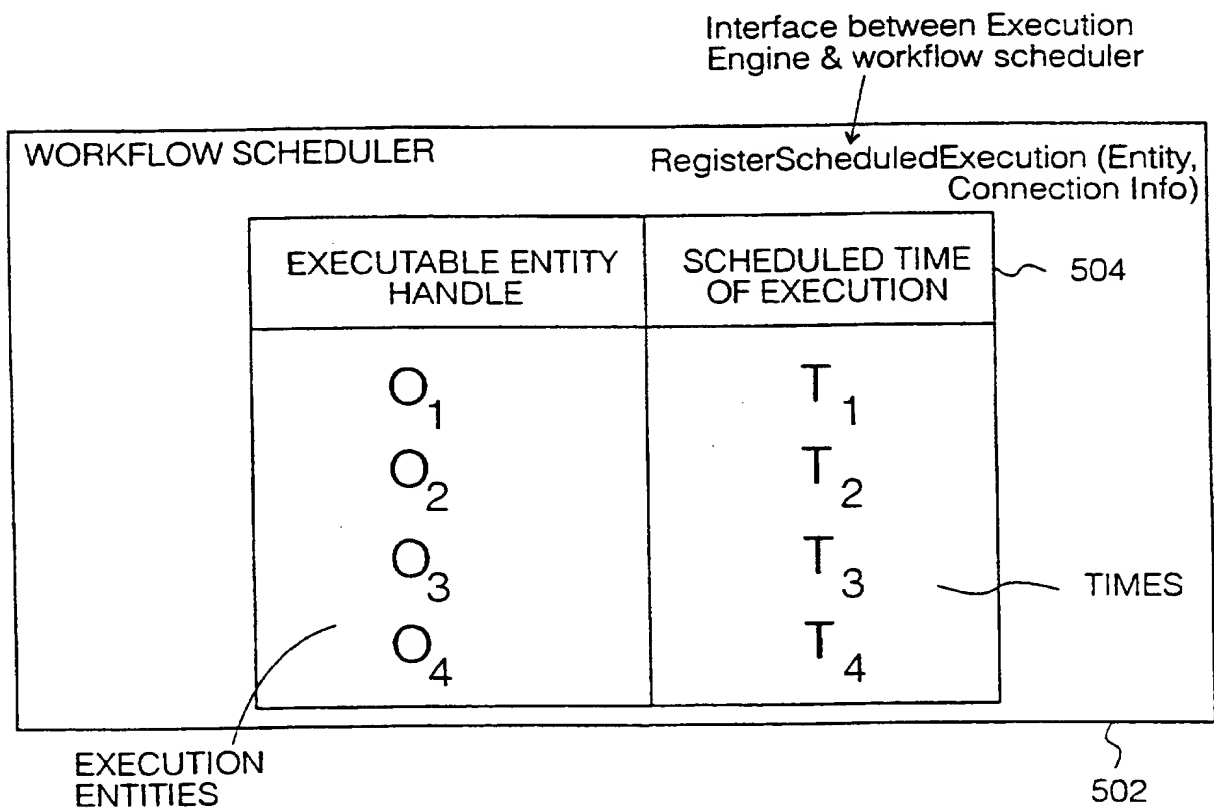 Interface between Execution
Engine & workflow scheduler
WORKFLOW SCHEDULER
RegisterScheduledExecution (Entity,
Connection Info)
EXECUTABLE ENTITY
HANDLE
SCHEDULED TIME
OF EXECUTION
504
O1
T1
O2
T2
O3
T3
TIMES
O4
T4
EXECUTION
ENTITIES
502